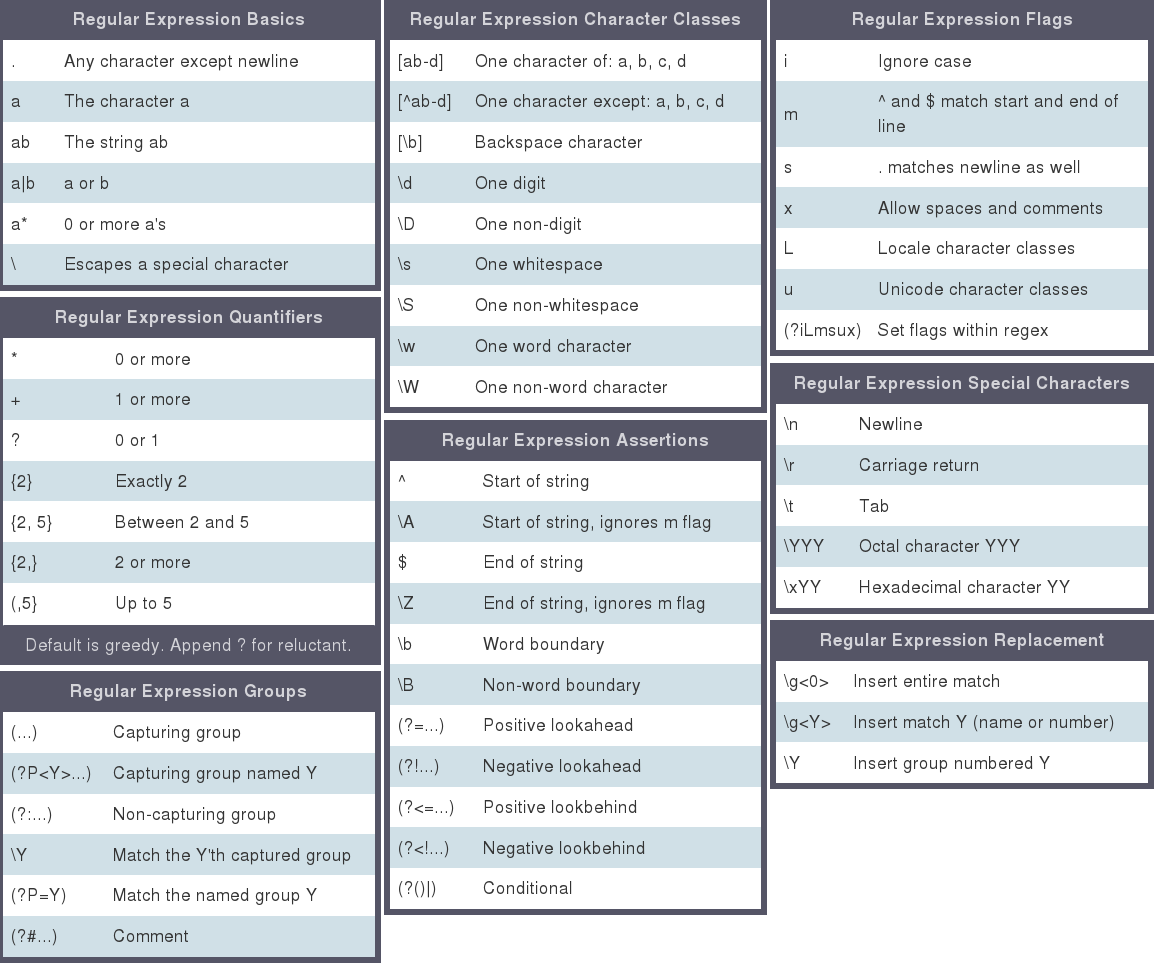 Regular Expression Basics
. Any character except newline
a The character a
ab The string ab
a|b a or b
a* 0 or more a's
\ Escapes a special character
Regular Expression Quantifiers
* 0 or more
+ 1 or more
? 0 or 1
{2} Exactly 2
{2, 5} Between 2 and 5
{2,} 2 or more
(,5} Up to 5
Default is greedy. Append ? for reluctant.
Regular Expression Groups
(...) Capturing group
(?P<Y>...) Capturing group named Y
(?:...) Non-capturing group
\Y Match the Y'th captured group
(?P=Y) Match the named group Y
(?#...) Comment
Regular Expression Character Classes
[ab-d] One character of: a, b, c, d
[^ab-d] One character except: a, b, c, d
[\b] Backspace character
\d One digit
\D One non-digit
\s One whitespace
\S One non-whitespace
\w One word character
\W One non-word character
Regular Expression Assertions
^ Start of string
\A Start of string, ignores m flag
$ End of string
\Z End of string, ignores m flag
\b Word boundary
\B Non-word boundary
(?=...) Positive lookahead
(?!...) Negative lookahead
(?<=...) Positive lookbehind
(?<!...) Negative lookbehind
(?()|) Conditional
Regular Expression Flags
i Ignore case
m ^ and $ match start and end of
line
s . matches newline as well
x Allow spaces and comments
L Locale character classes
u Unicode character classes
(?iLmsux) Set flags within regex
Regular Expression Special Characters
\n Newline
\r Carriage return
\t Tab
\YYY Octal character YYY
\xYY Hexadecimal character YY
Regular Expression Replacement
\g<0> Insert entire match
\g<Y> Insert match Y (name or number)
\Y Insert group numbered Y